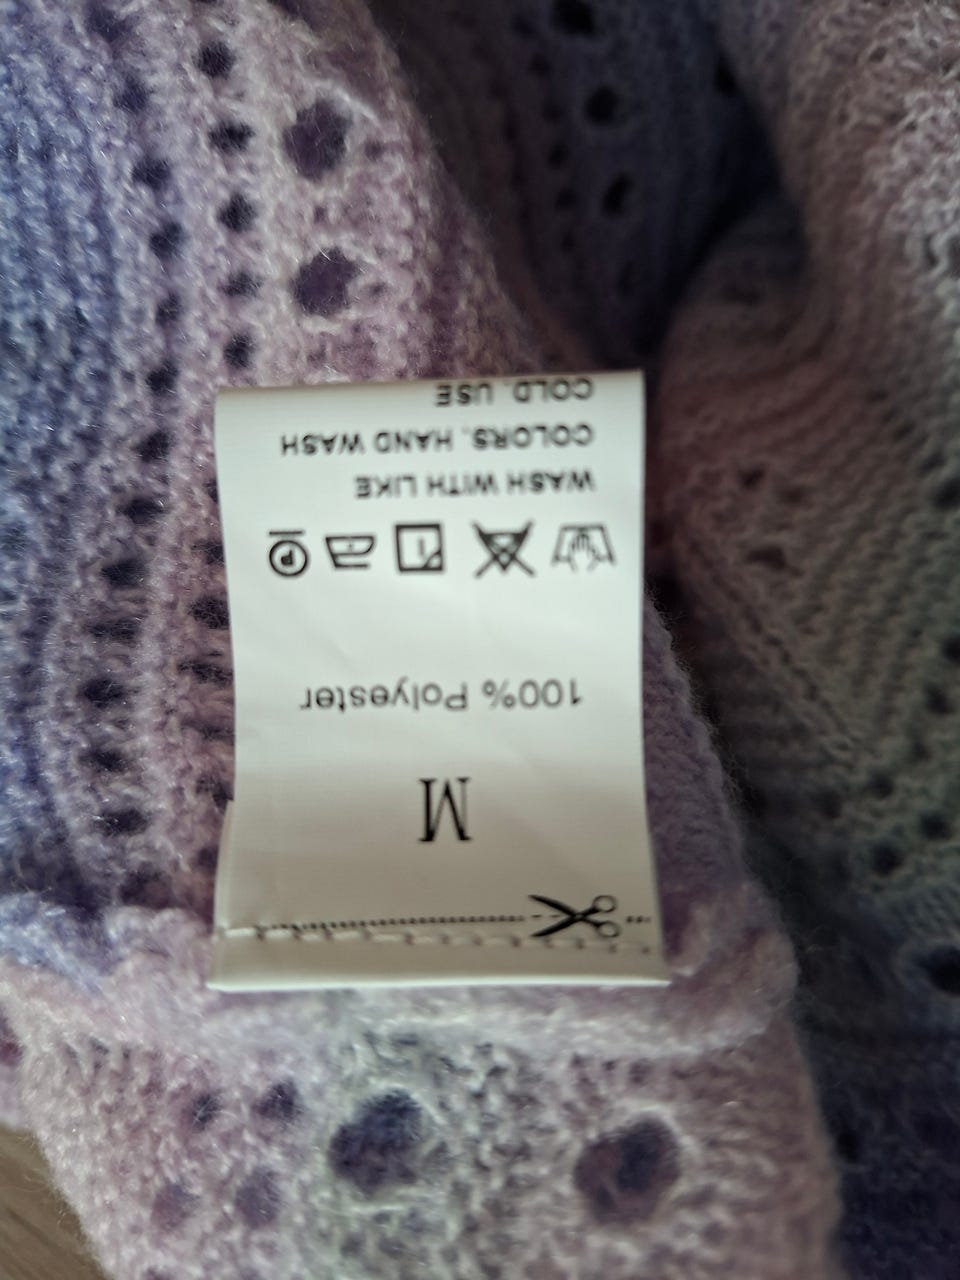 M
100% Polyester
WASH WITH LIKE
COLORS. HAND WASH
COLD. USE